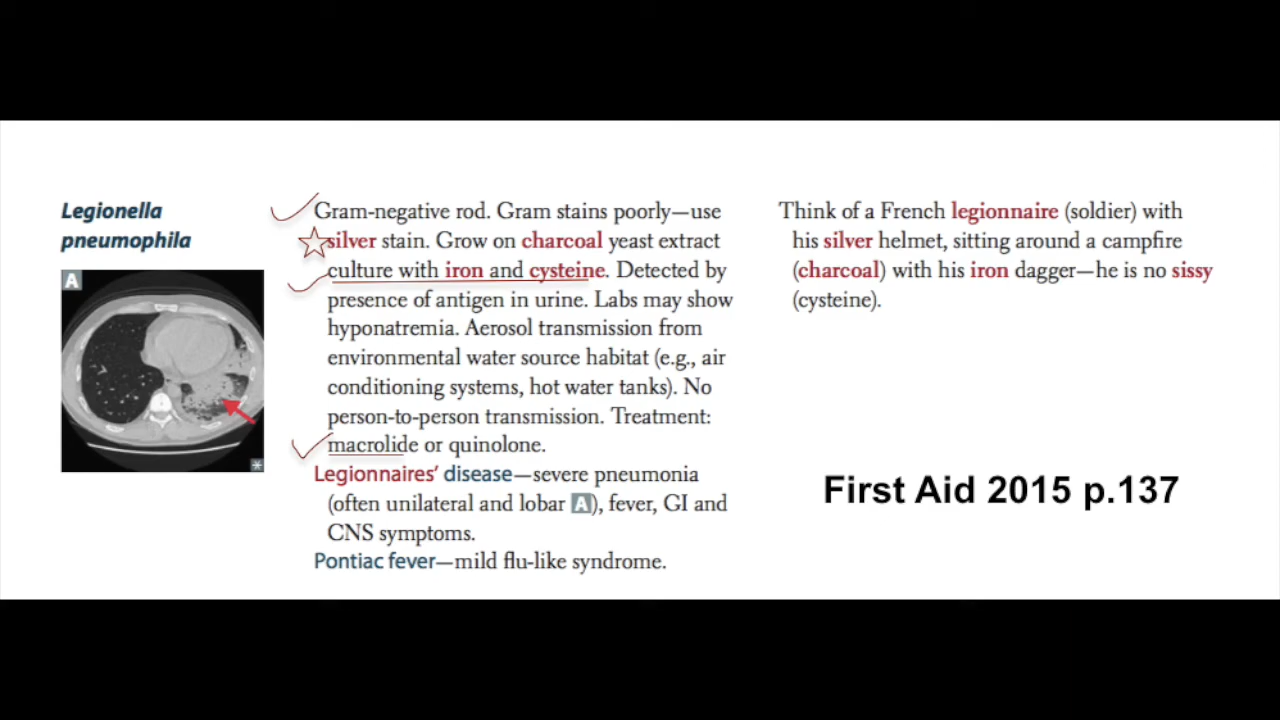 Legionella
pneumophila
A
Gram-negative rod. Gram stains poorly—use
silver stain. Grow on charcoal yeast extract
culture with iron and cysteine. Detected by
presence of antigen in urine. Labs may show
hyponatremia. Aerosol transmission from
environmental water source habitat (e.g., air
conditioning systems, hot water tanks). No
person-to-person transmission. Treatment:
macrolide or quinolone.
Legionnaires’ disease—severe pneumonia
(often unilateral and lobar A), fever, GI and
CNS symptoms.
Pontiac fever—mild flu-like syndrome.
Think of a French legionnaire (soldier) with
his silver helmet, sitting around a campfire
(charcoal) with his iron dagger—he is no sissy
(cysteine).
First Aid 2015 p.137